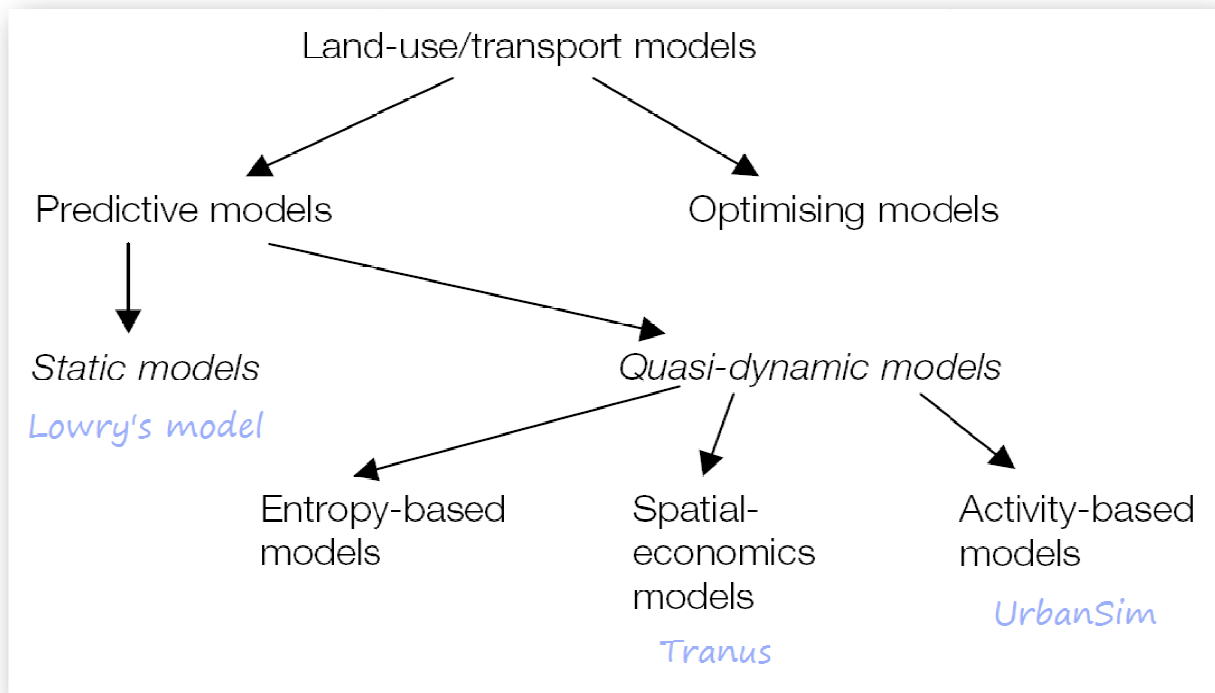 Land-use/transport models
Predictive models
Optimising models
Static models
Quasi-dynamic models
Lowry's model
Entropy-based
models
Spatial-
economics
models
Activity-based
models
UrbanSim
Tranus